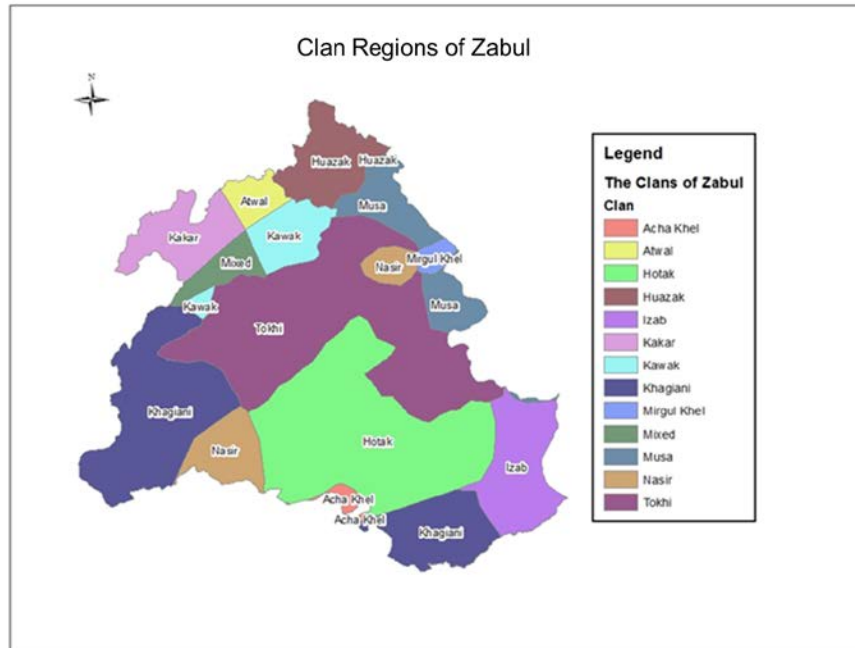 Clan Regions of Zabul
N
Huazak
Huazak
Atwal
Musa
Kakar
Kawak
Mixed
Nasir
Mirgul Khel
Kawak
Musa
Tokhi
Khagiani
Hotak
Nasir
Izab
Acha Khel
Acha Khel
Khagiani
Legend
The Clans of Zabul
Clan
Acha Khel
Atwal
Hotak
Huazak
Izab
Kakar
Kawak
Khagiani
Mirgul Khel
Mixed
Musa
Nasir
Tokhi